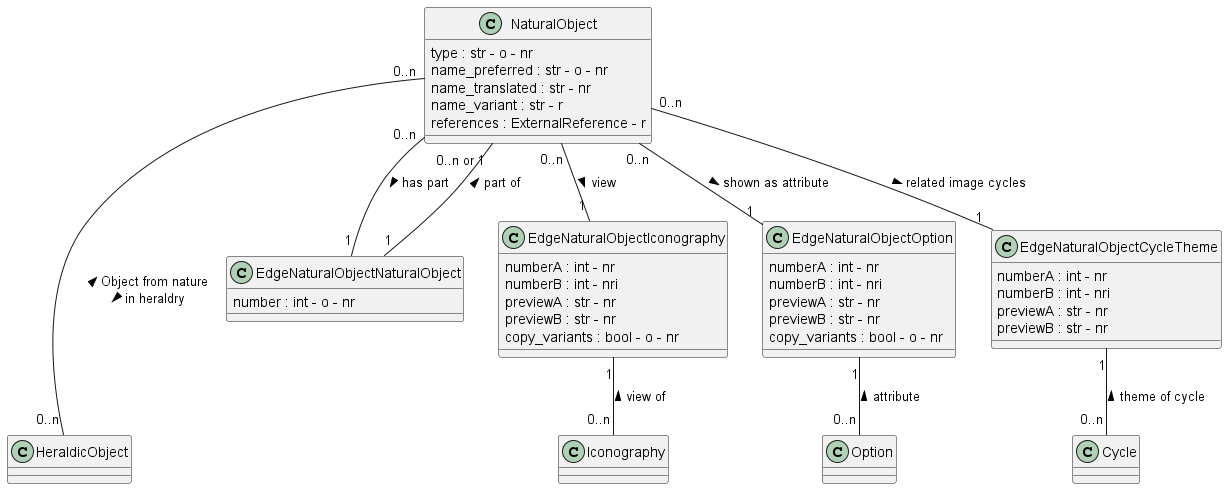 C NaturalObject
type : str - o - nr
name_preferred : str - o - nr
name_translated : str - nr
name_variant : str - r
references : ExternalReference - r
0..n
0..n
0..n
0..n or 1
0..n
0..n
has part
part of
view
shown as attribute
related image cycles
1
1
1
1
1
C EdgeNaturalObjectNaturalObject
number : int - o - nr
C EdgeNaturalObjectIconography
numberA : int - nr
numberB : int - nri
previewA : str - nr
previewB : str - nr
copy_variants : bool - o - nr
C EdgeNaturalObjectOption
numberA : int - nr
numberB : int - nri
previewA : str - nr
previewB : str - nr
copy_variants : bool - o - nr
C EdgeNaturalObjectCycleTheme
numberA : int - nr
numberB : int - nri
previewA : str - nr
previewB : str - nr
Object from nature
in heraldry
1
1
1
view of
attribute
theme of cycle
0..n
0..n
0..n
0..n
C HeraldicObject
C Iconography
C Option
C Cycle